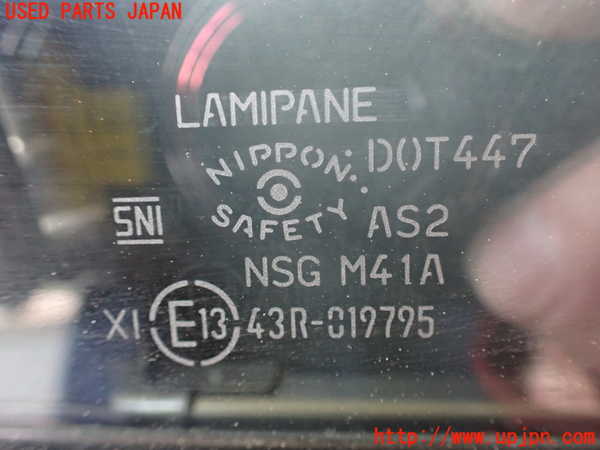 USED PARTS JAPAN
LAMIPANE
NIPPON DOT447
SAFETY AS2
SNI
NSG M41A
XI E13 43R-019795
http://www.upjpn.com